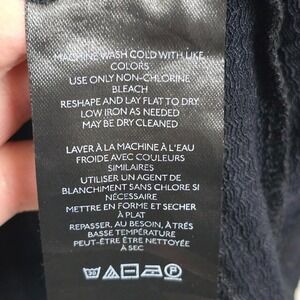 MACHINE WASH COLD WITH LIKE
COLORS
USE ONLY NON-CHLORINE
BLEACH
RESHAPE AND LAY FLAT TO DRY
LOW IRON AS NEEDED
MAY BE DRY CLEANED
LAVER À LA MACHINE À L'EAU
FROIDE AVEC COULEURS
SIMILAIRES
UTILISER UN AGENT DE
BLANCHIMENT SANS CHLORE SI
NÉCESSAIRE
METTRE EN FORME ET SÉCHER
À PLAT
REPASSER, AU BESOIN, À TRÈS
BASSE TEMPÉRATURE
PEUT-ÊTRE ÊTRE NETTOYÉE
À SEC